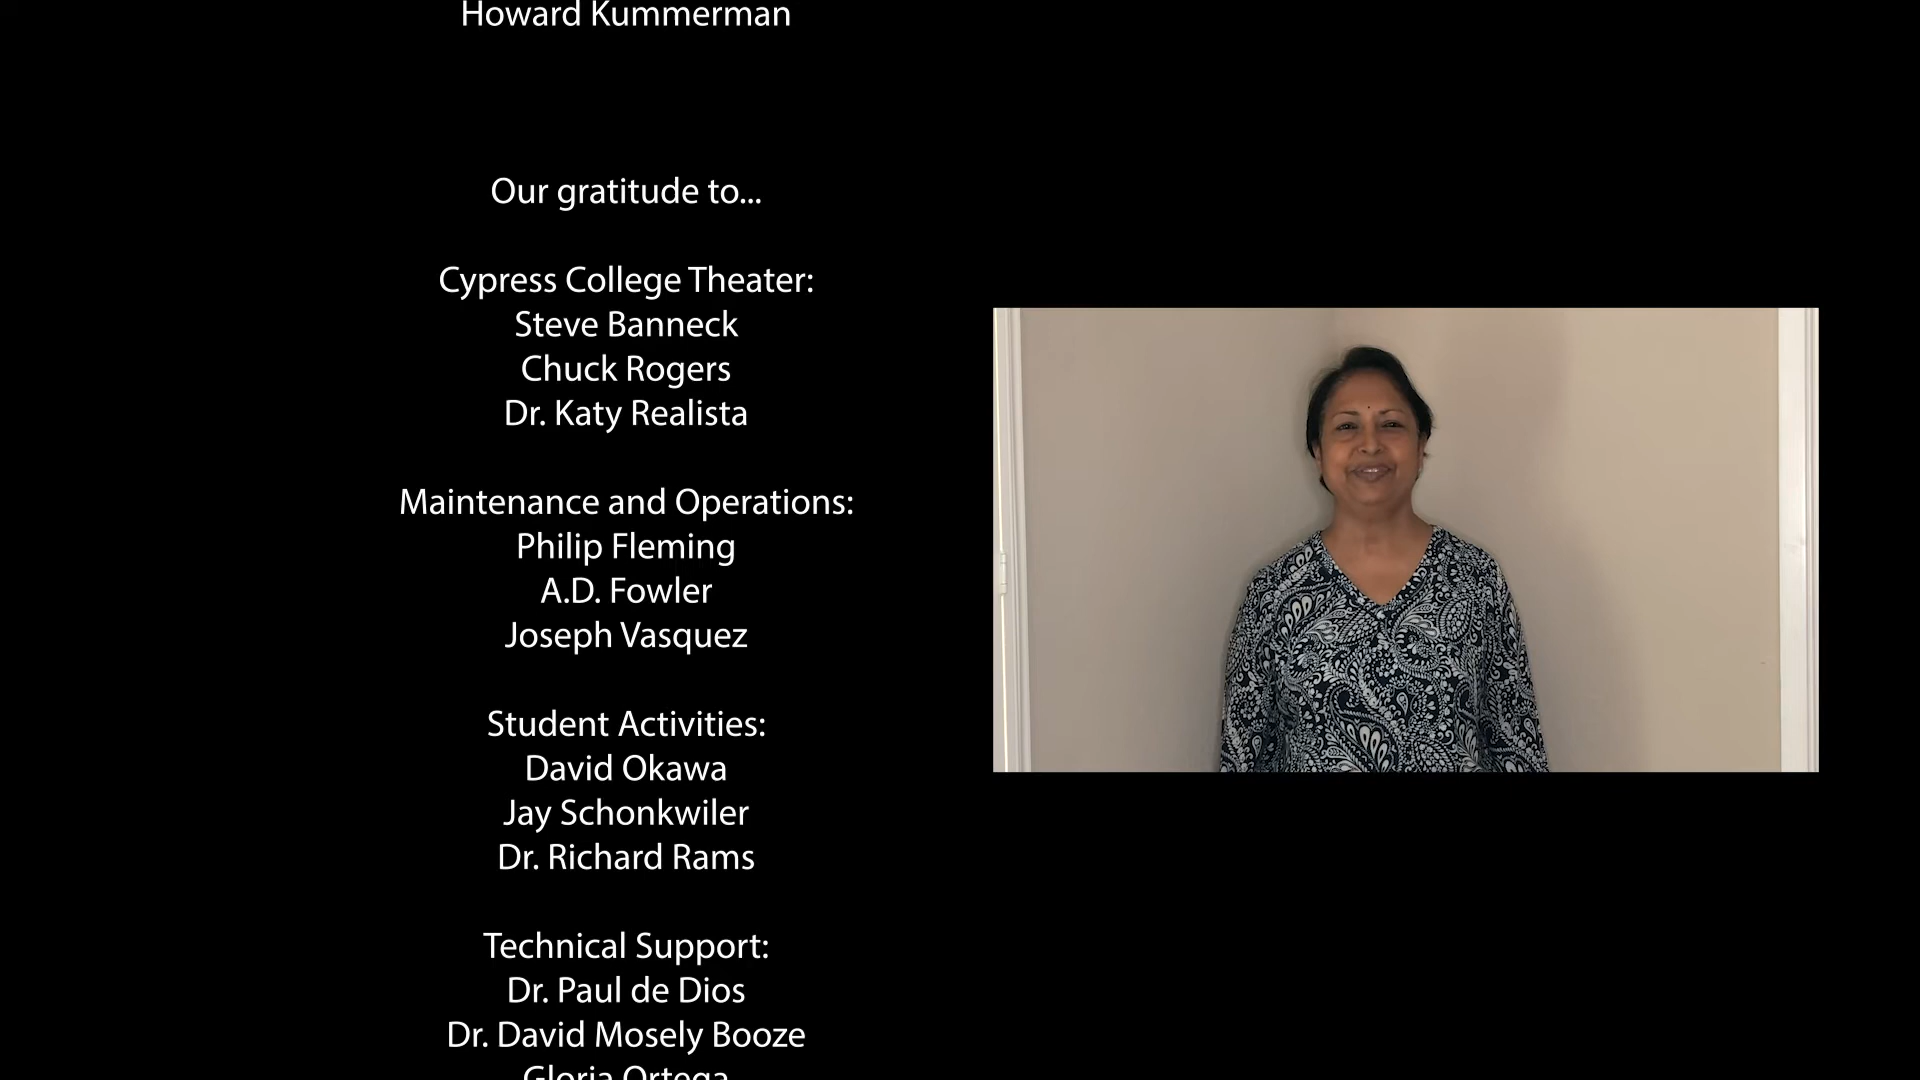 Howard Kummerman
Our gratitude to...
Cypress College Theater:
Steve Banneck
Chuck Rogers
Dr. Katy Realista
Maintenance and Operations:
Philip Fleming
A.D. Fowler
Joseph Vasquez
Student Activities:
David Okawa
Jay Schonkwiler
Dr. Richard Rams
Technical Support:
Dr. Paul de Dios
Dr. David Mosely Booze
Gloria Ortega